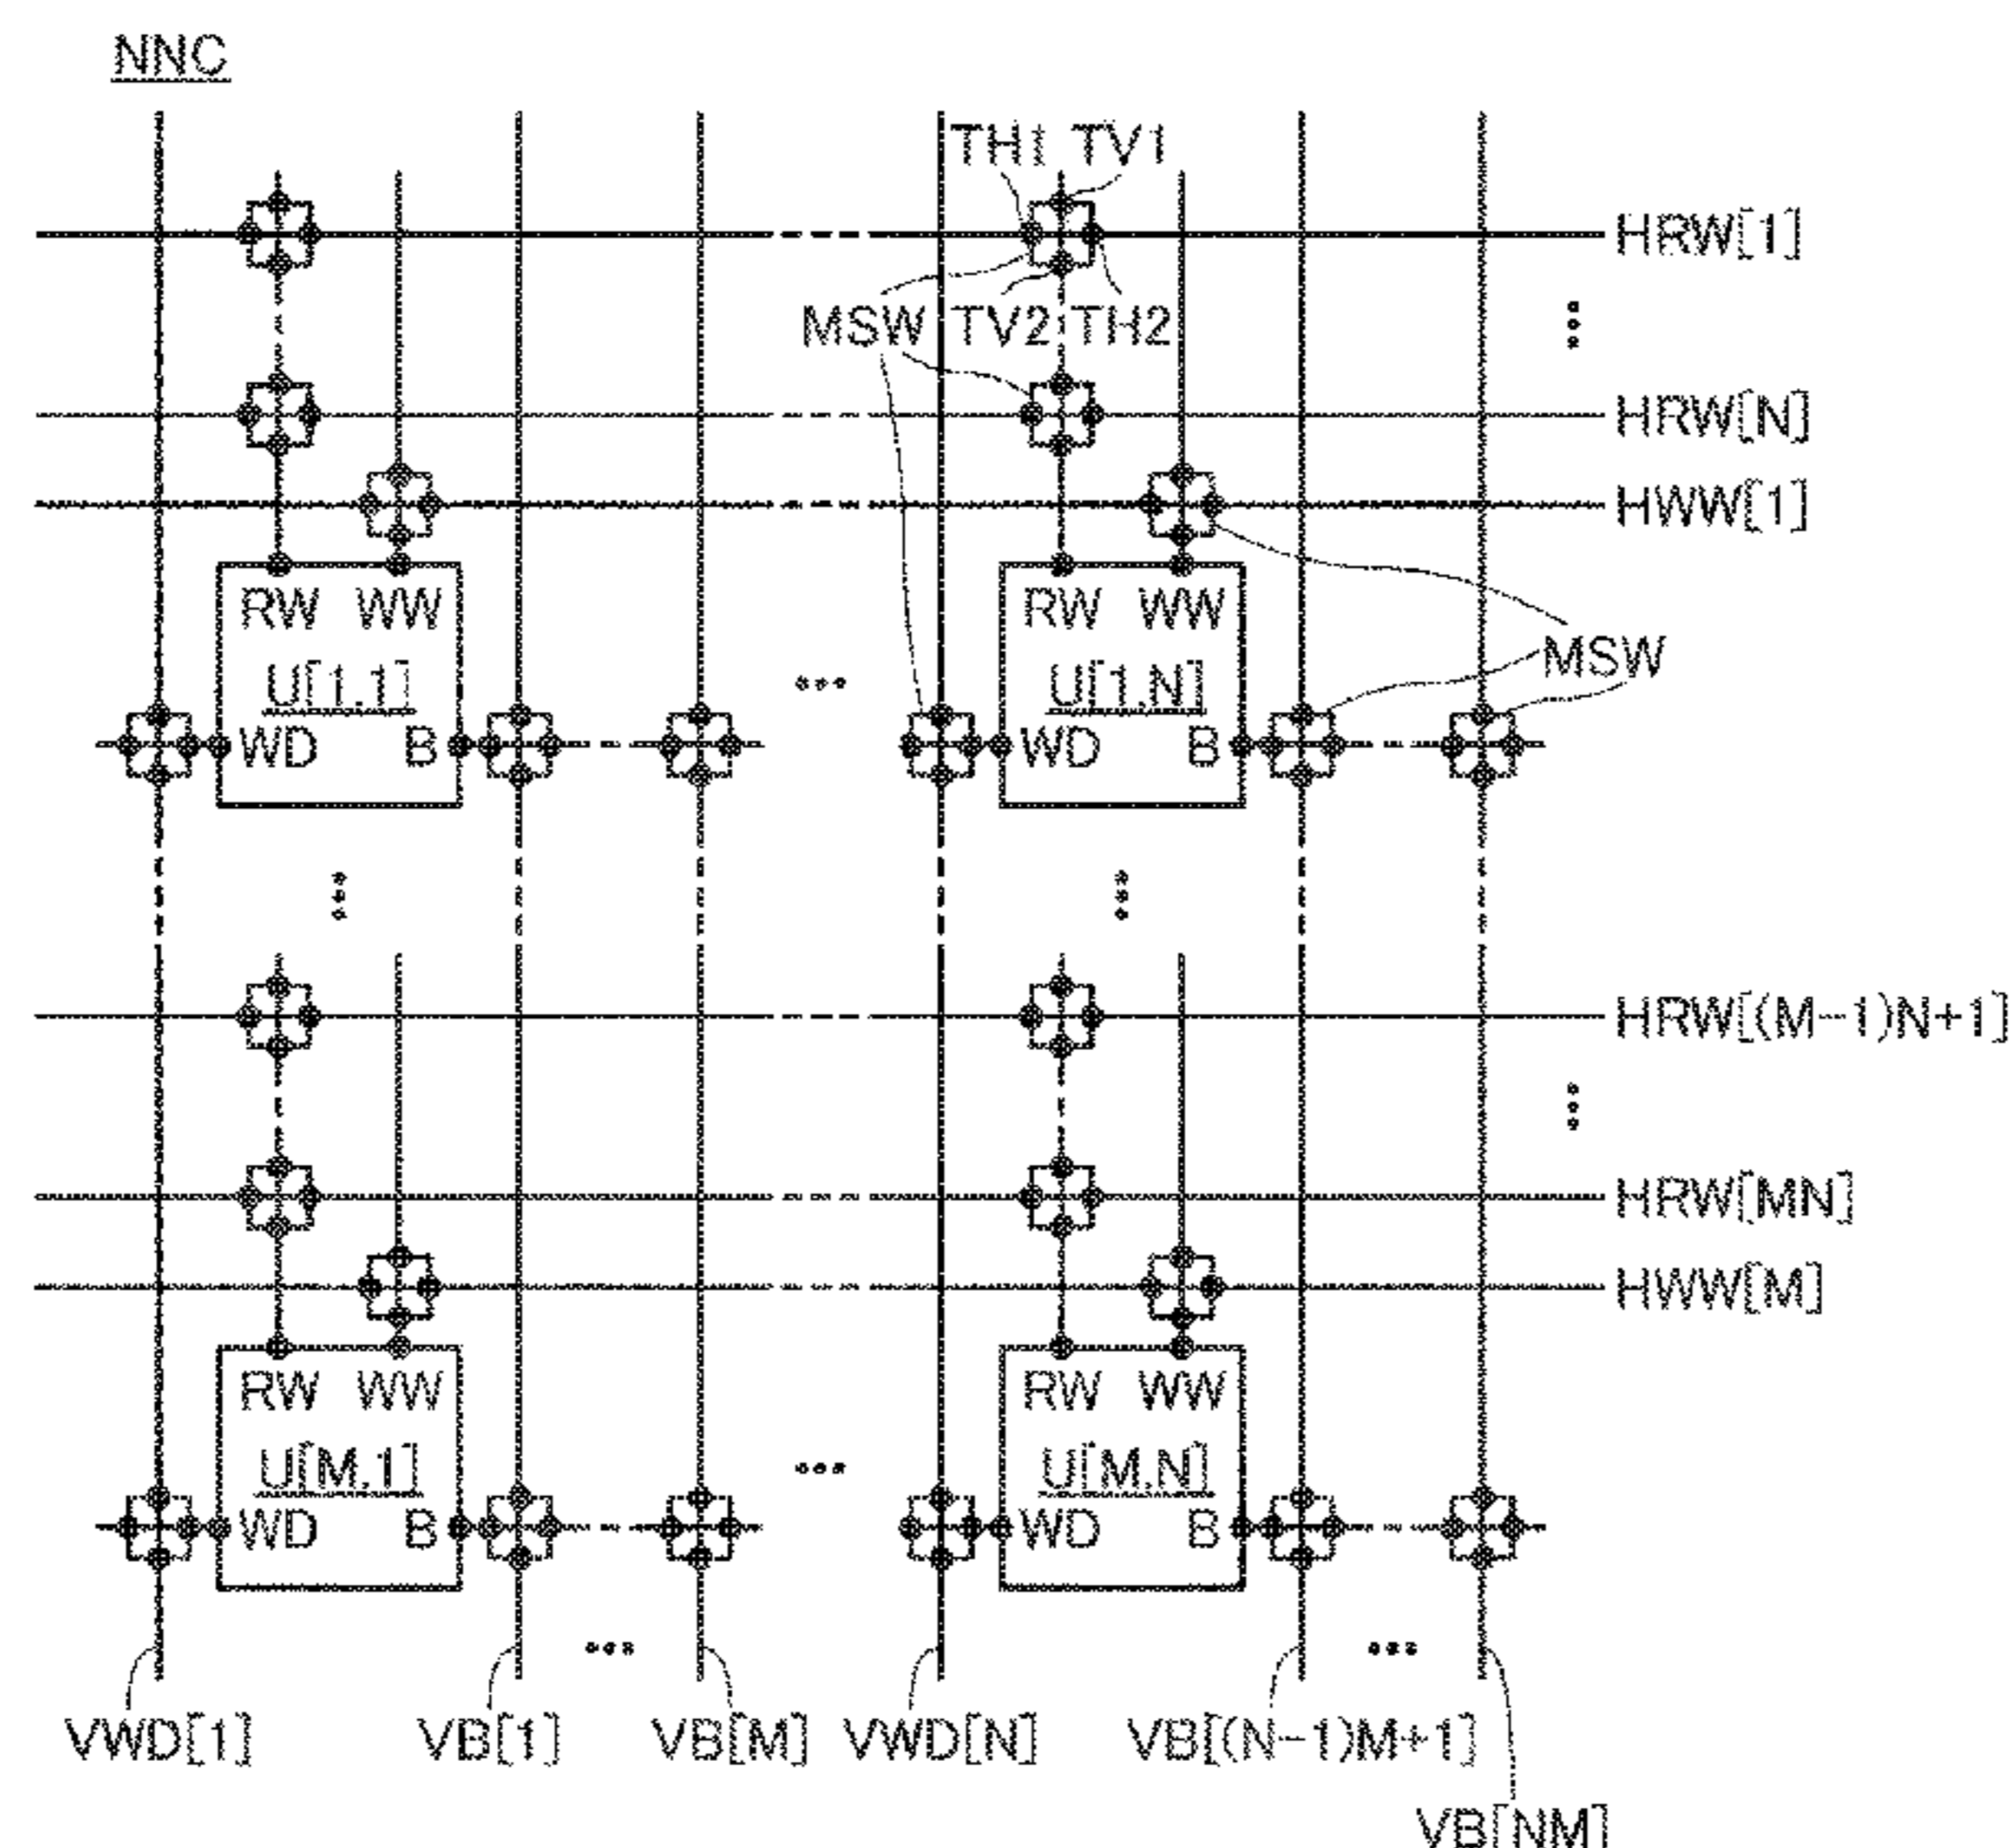 NNC
TH1 TV1
HRW[1]
MSW TV2 TH2
HRW[N]
HWW[1]
RW WW
RW WW
MSW
U[1,1]
U[1,N]
WD B
WD B
HRW[(M-1)N+1]
HRW[MN]
HWW[M]
RW WW
RW WW
U[M,1]
U[M,N]
WD B
WD B
VWD[1]
VB[1]
VB[M]
VWD[N]
VB[(N-1)M+1]
VB[NM]